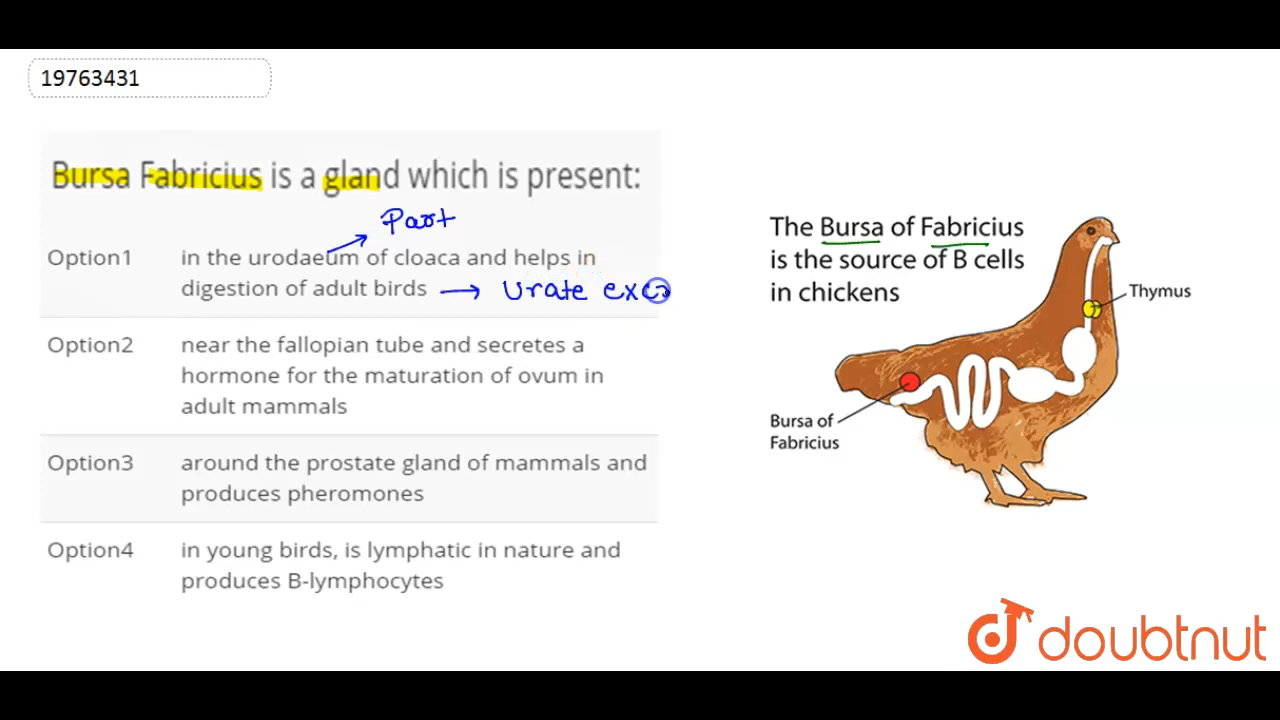 19763431
Bursa Fabricius is a gland which is present:
Part
Option1
in the urodaeum of cloaca and helps in
digestion of adult birds → Urate exc
Option2
near the fallopian tube and secretes a
hormone for the maturation of ovum in
adult mammals
Option3
around the prostate gland of mammals and
produces pheromones
Option4
in young birds, is lymphatic in nature and
produces B-lymphocytes
The Bursa of Fabricius
is the source of B cells
in chickens
Thymus
Bursa of
Fabricius
doubtnut